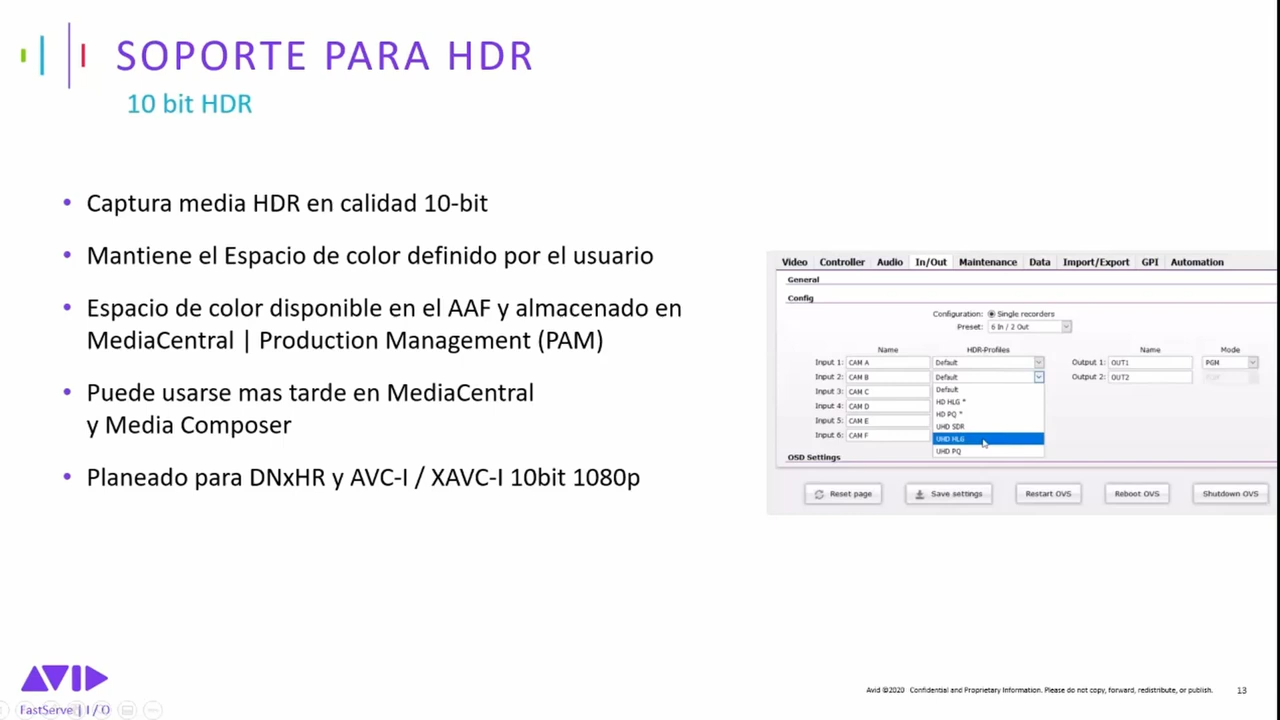 SOPORTE PARA HDR
10 bit HDR
• Captura media HDR en calidad 10-bit
• Mantiene el Espacio de color definido por el usuario
• Espacio de color disponible en el AAF y almacenado en
MediaCentral | Production Management (PAM)
• Puede usarse mas tarde en MediaCentral
y Media Composer
• Planeado para DNxHR y AVC-I / XAVC-I 10bit 1080p
Video Controller Audio In/Out Maintenance Data Import/Export GPI Automation
General
Config
Configuration: Single recorders
Preset: 6 In / 2 Out
Name HDR-Profiles Name Mode
Input 1: CAM A Default Output 1: OUT1 PGM
Input 2: CAM B Default Output 2: OUT2
Input 3: CAM C Default
Input 4: CAM D HD HLG *
HD PQ *
Input 5: CAM E UHD SDR
Input 6: CAM F UHD HLG
UHD PQ
OSD Settings
Reset page Save settings Restart OVS Reboot OVS Shutdown OVS
AVID
FastServe | I / O
Avid ©2020 Confidential and Proprietary Information. Please do not copy, forward, redistribute, or publish. 13